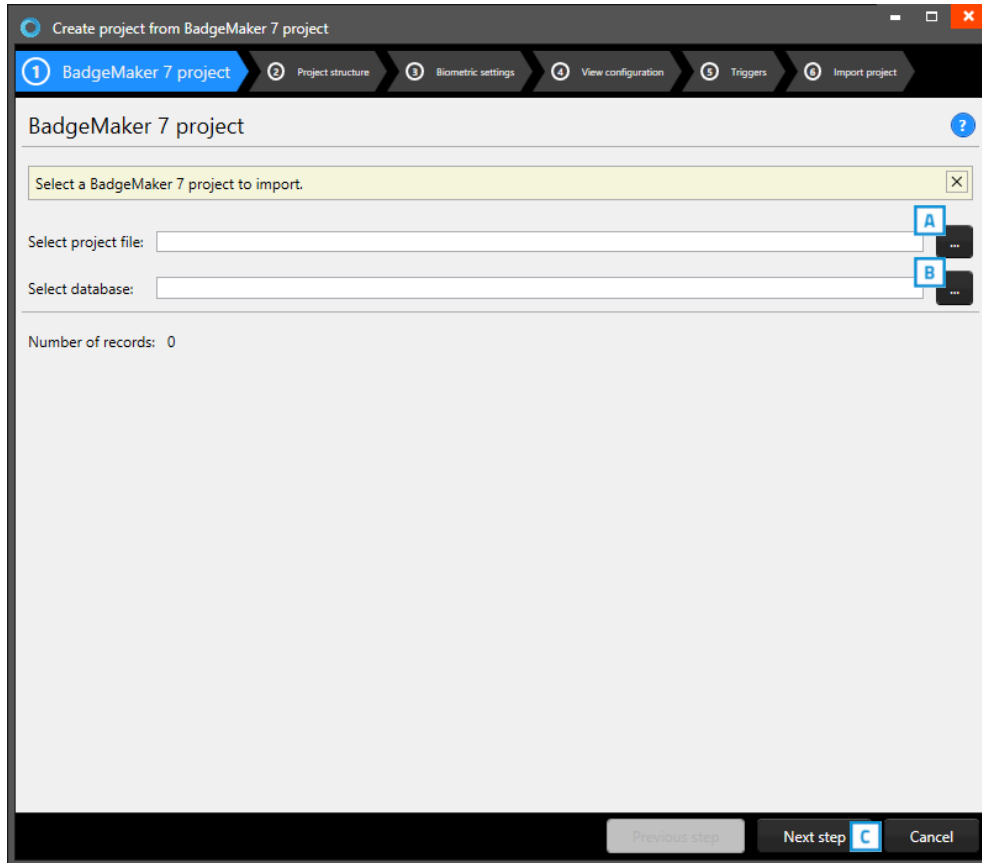 Create project from BadgeMaker 7 project
1 BadgeMaker 7 project 2 Project structure 3 Biometric settings 4 View configuration 5 Triggers 6 Import project
BadgeMaker 7 project ?
Select a BadgeMaker 7 project to import.
A
Select project file: ...
B
Select database: ...
Number of records: 0
Previous step Next step C Cancel